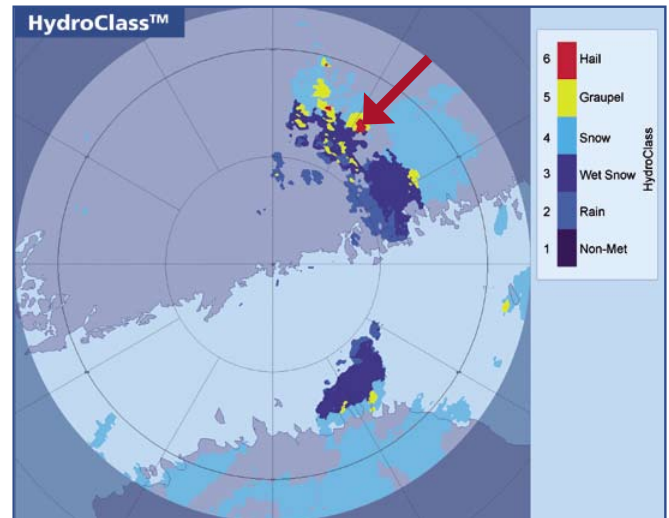 HydroClass™
6 Hail
5 Graupel
4 Snow
3 Wet Snow
2 Rain
1 Non-Met
HydroClass